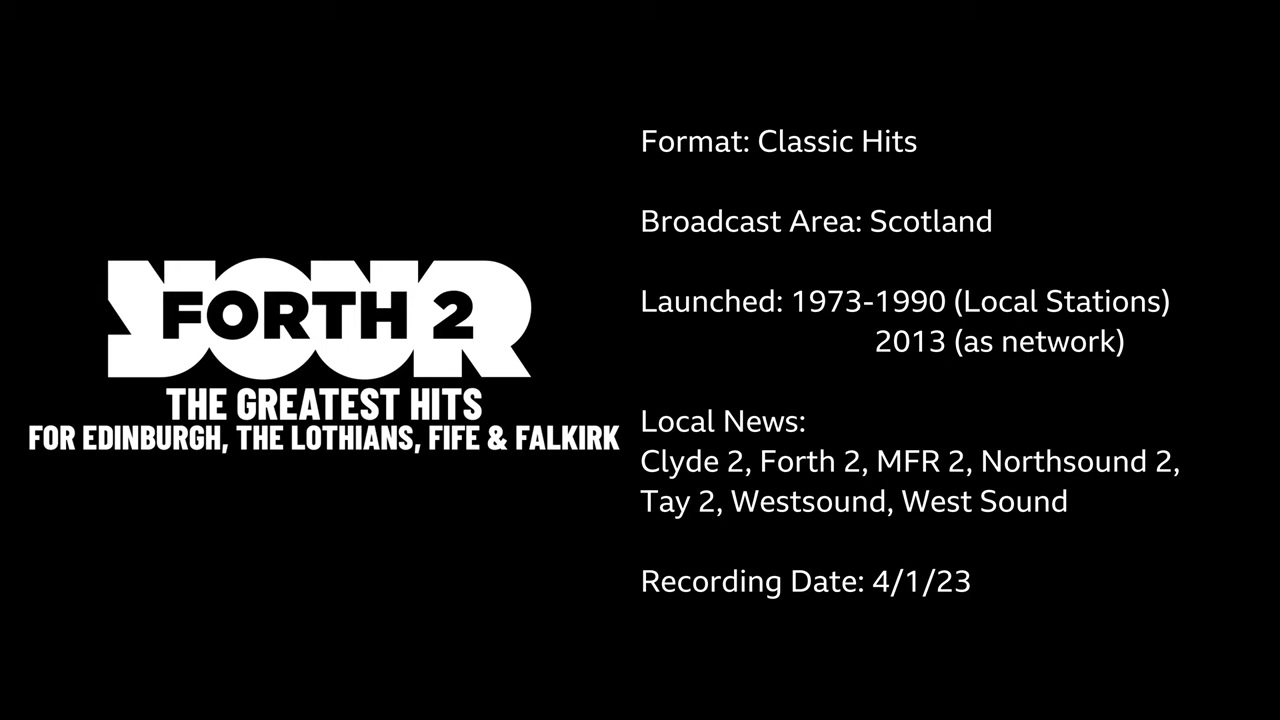 YOUR
FORTH 2
THE GREATEST HITS
FOR EDINBURGH, THE LOTHIANS, FIFE & FALKIRK
Format: Classic Hits
Broadcast Area: Scotland
Launched: 1973-1990 (Local Stations)
2013 (as network)
Local News:
Clyde 2, Forth 2, MFR 2, Northsound 2,
Tay 2, Westsound, West Sound
Recording Date: 4/1/23